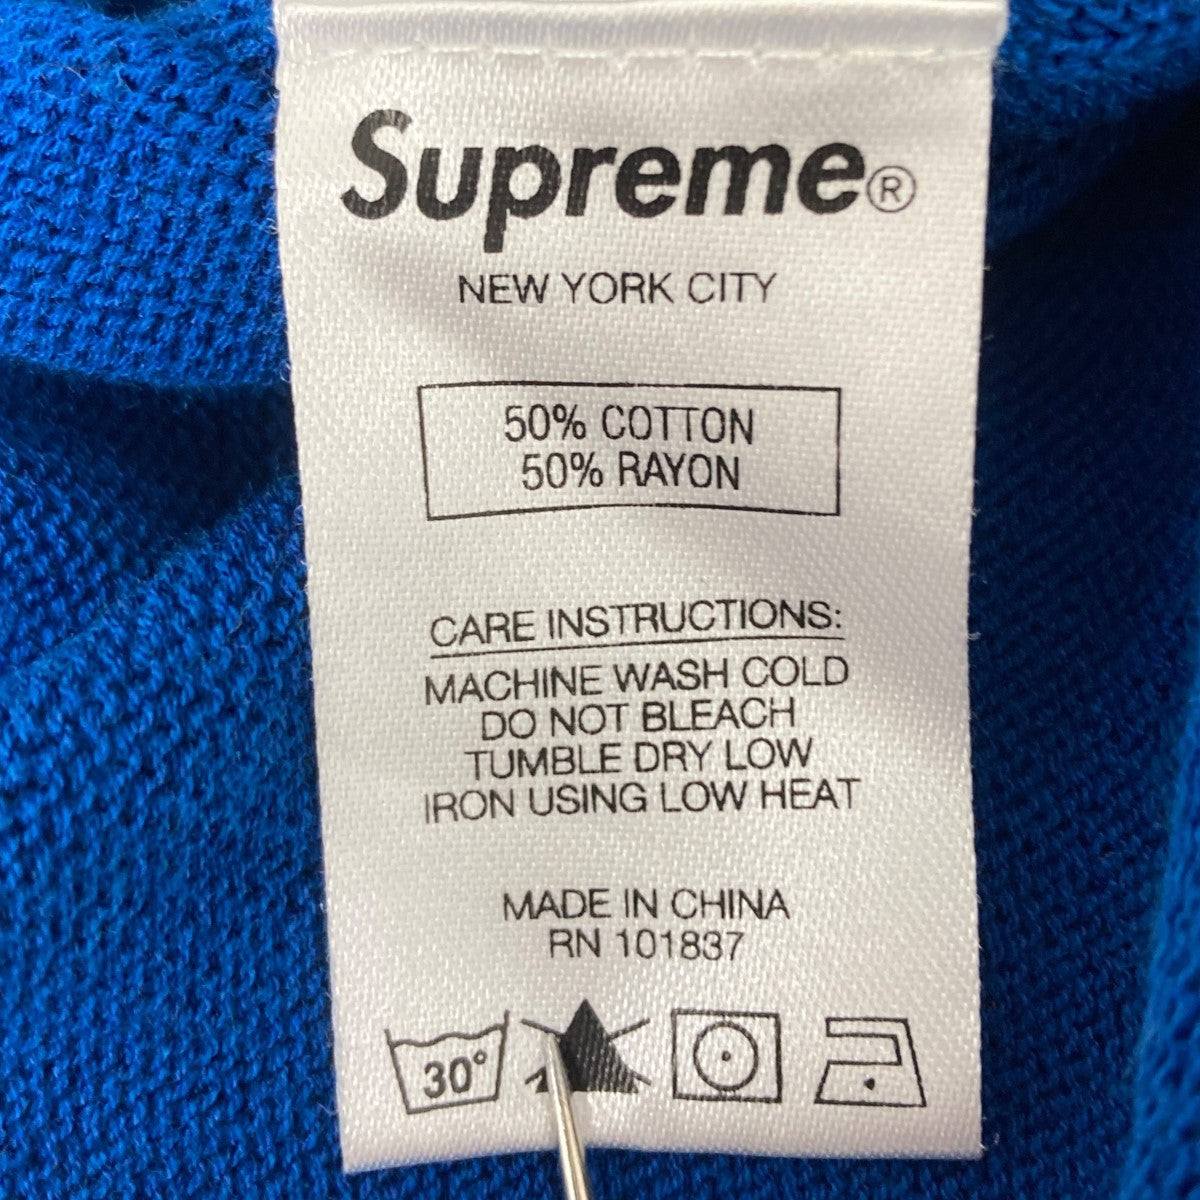 Supreme®
NEW YORK CITY
50% COTTON
50% RAYON
CARE INSTRUCTIONS:
MACHINE WASH COLD
DO NOT BLEACH
TUMBLE DRY LOW
IRON USING LOW HEAT
MADE IN CHINA
RN 101837
30°